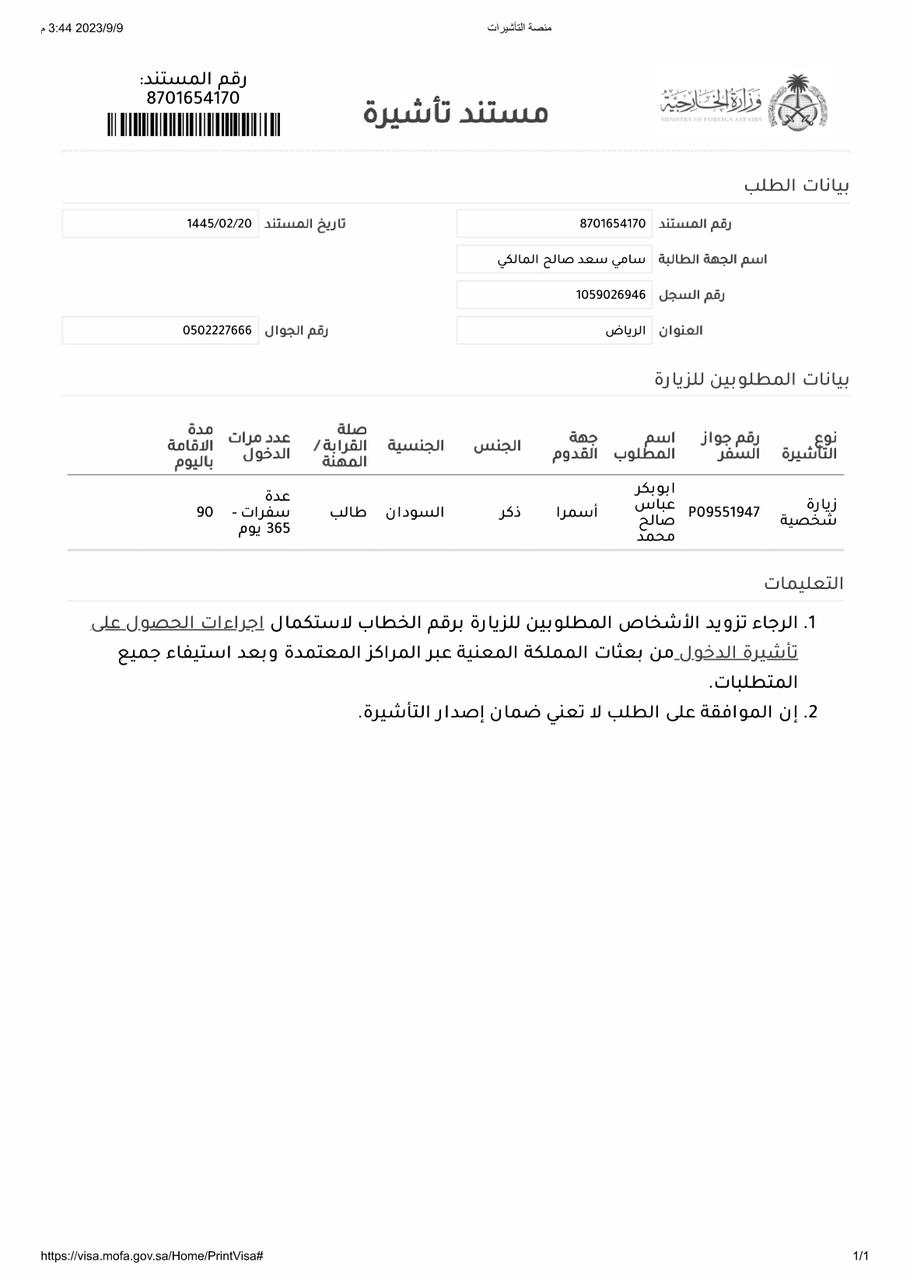 2023/9/9 3:44 م
منصة التأشيرات
وزارة الخارجية
MINISTRY OF FOREIGN AFFAIRS
مستند تأشيرة
رقم المستند:
8701654170
بيانات الطلب
رقم المستند 8701654170 تاريخ المستند 1445/02/20
اسم الجهة الطالبة سامي سعد صالح المالكي
رقم السجل 1059026946
العنوان الرياض رقم الجوال 0502227666
بيانات المطلوبين للزيارة
نوع التأشيرة
رقم جواز السفر
اسم المطلوب
جهة القدوم
الجنس
الجنسية
صلة القرابة/ المهنة
عدد مرات الدخول
مدة الاقامة باليوم
زيارة شخصية
P09551947
ابوبكر عباس صالح محمد
أسمرا
ذكر
السودان
طالب
عدة سفرات - 365 يوم
90
التعليمات
1. الرجاء تزويد الأشخاص المطلوبين للزيارة برقم الخطاب لاستكمال اجراءات الحصول على
تأشيرة الدخول من بعثات المملكة المعنية عبر المراكز المعتمدة وبعد استيفاء جميع
المتطلبات.
2. إن الموافقة على الطلب لا تعني ضمان إصدار التأشيرة.
https://visa.mofa.gov.sa/Home/PrintVisa#
1/1